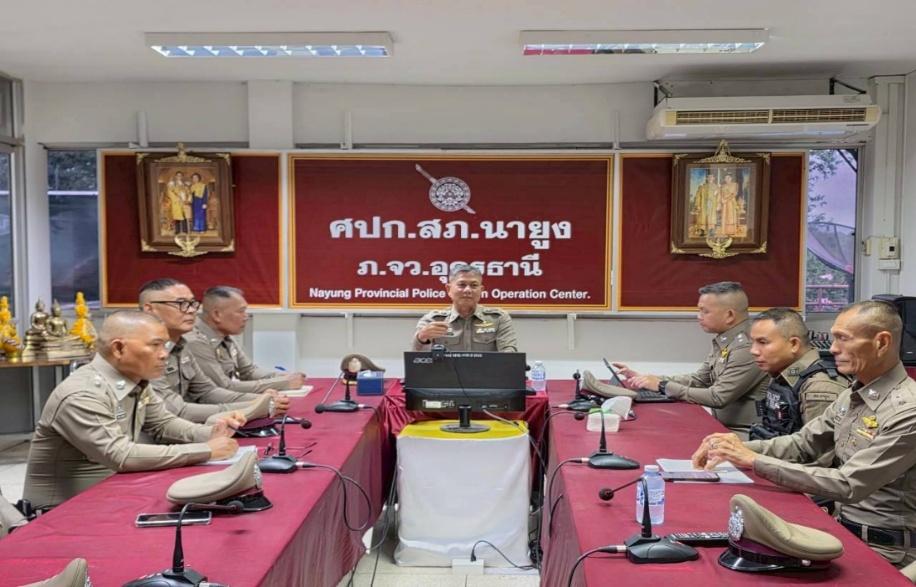 ศปก.สภ.นายูง
ภ.จว.อุดรธานี
Nayung Provincial Police Operation Center.
acer